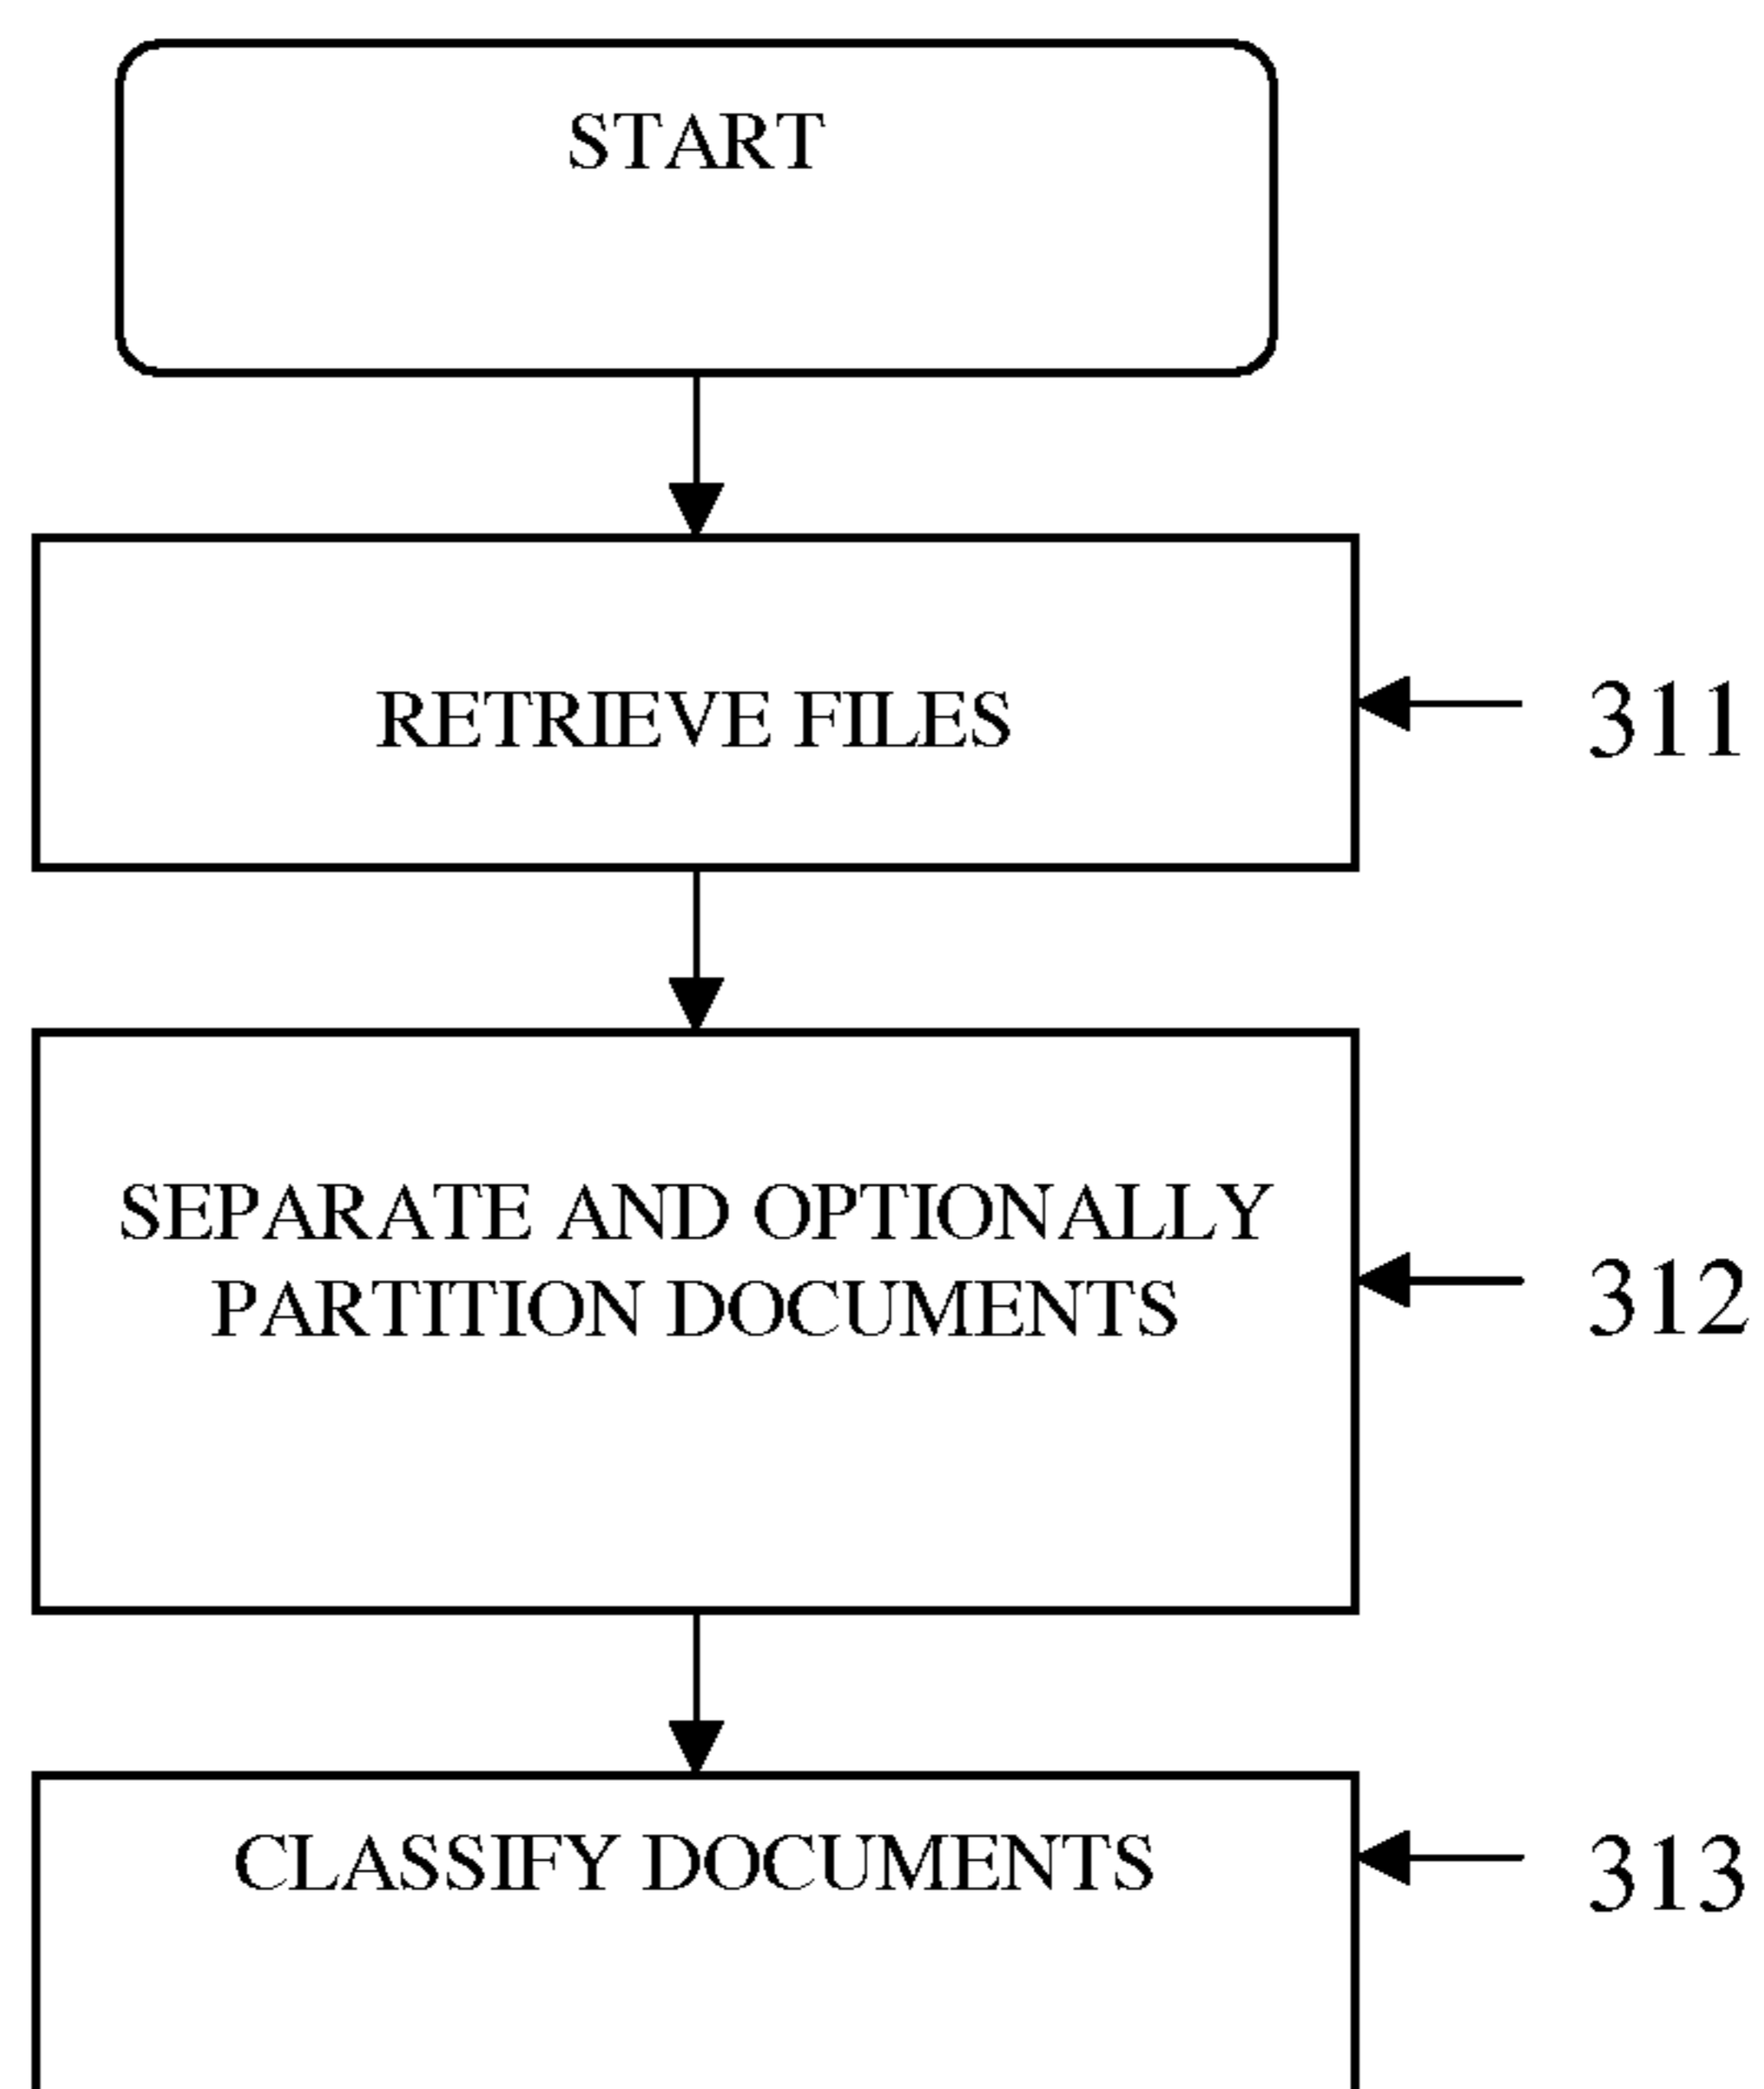 START
RETRIEVE FILES
311
SEPARATE AND OPTIONALLY
PARTITION DOCUMENTS
312
CLASSIFY DOCUMENTS
313